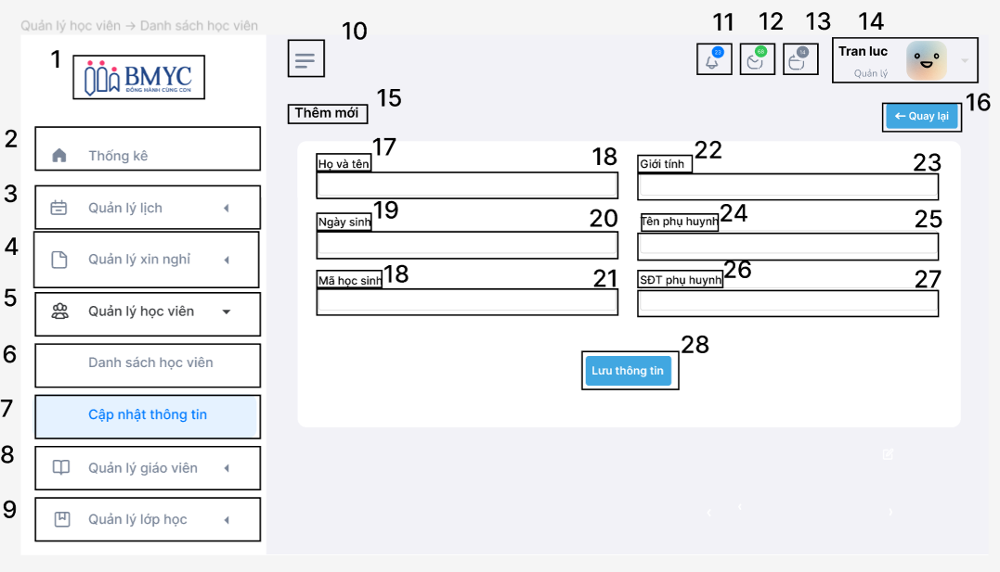 Quản lý học viên → Danh sách học viên
1
BMYC
ĐỒNG HÀNH CÙNG CON
2
Thống kê
3
Quản lý lịch
4
Quản lý xin nghỉ
5
Quản lý học viên
6
Danh sách học viên
7
Cập nhật thông tin
8
Quản lý giáo viên
9
Quản lý lớp học
10
11
23
12
68
13
14
14
Tran luc
Quản lý
15
Thêm mới
16
← Quay lại
17
Họ và tên
18
22
Giới tính
23
19
Ngày sinh
20
24
Tên phụ huynh
25
18
Mã học sinh
21
26
SĐT phụ huynh
27
28
Lưu thông tin